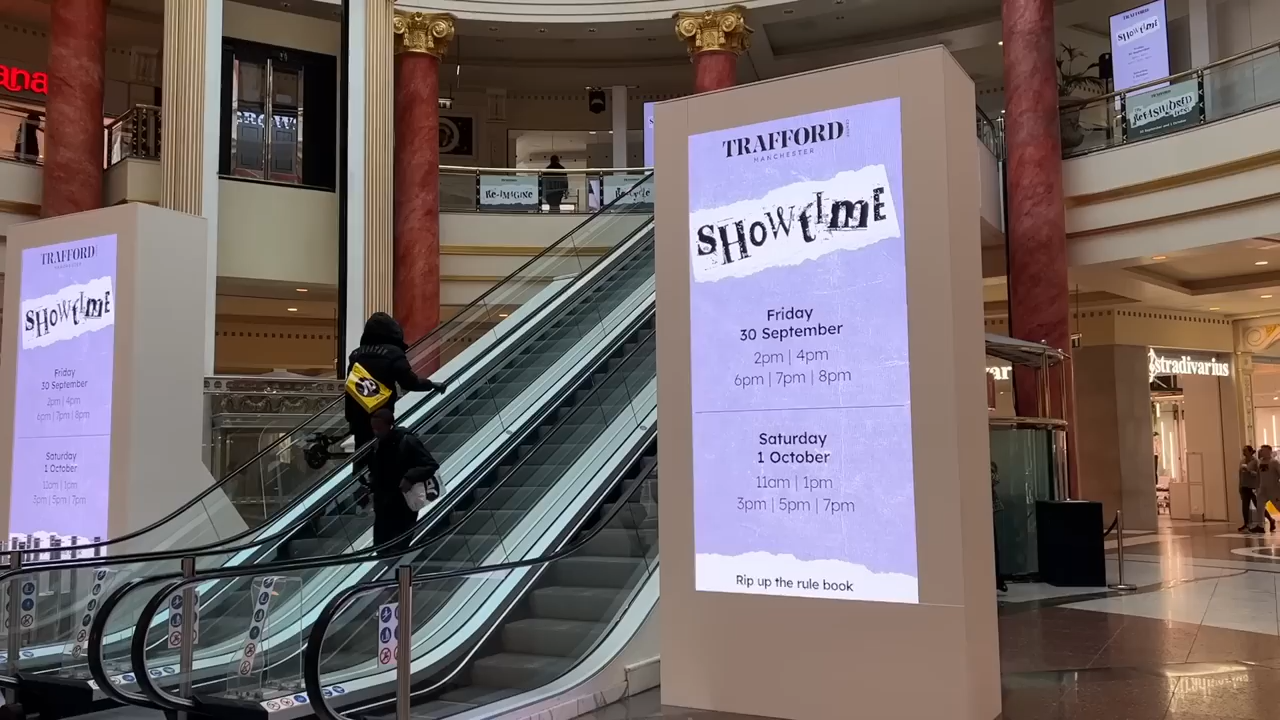 TRAFFORD
MANCHESTER
SHOWtIME
Friday
30 September
2pm | 4pm
6pm | 7pm | 8pm
Saturday
1 October
11am | 1pm
3pm | 5pm | 7pm
Rip up the rule book
TRAFFORD
SHOWtIME
Friday
30 September
2pm | 4pm
6pm | 7pm | 8pm
Saturday
1 October
11am | 1pm
3pm | 5pm | 7pm
TRAFFORD
SHOWtIME
Re-IMAGINE
stradivarius